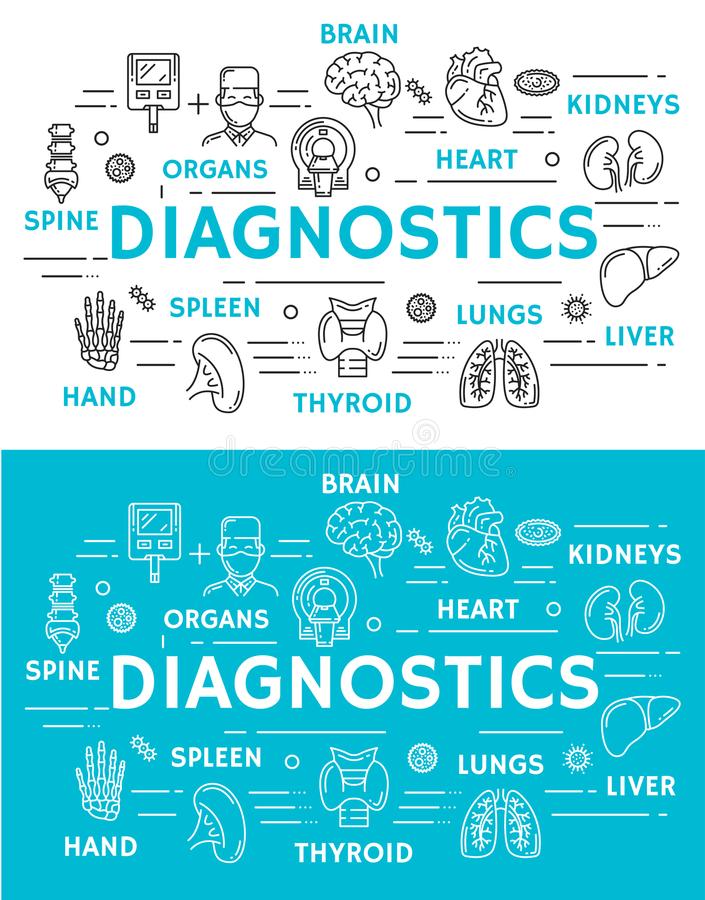 BRAIN
KIDNEYS
HEART
ORGANS
SPINE
DIAGNOSTICS
SPLEEN
LUNGS
LIVER
HAND
THYROID
dreamstime
BRAIN
KIDNEYS
HEART
ORGANS
SPINE
DIAGNOSTICS
SPLEEN
LUNGS
LIVER
HAND
THYROID